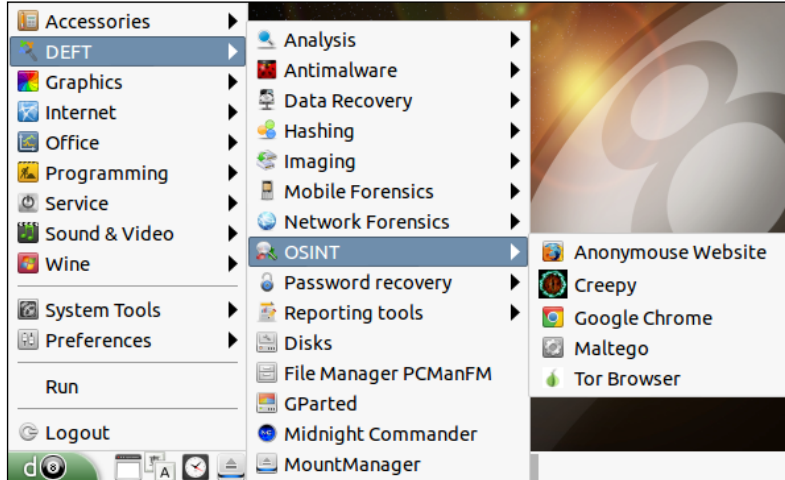 Accessories
DEFT
Graphics
Internet
Office
Programming
Service
Sound & Video
Wine
System Tools
Preferences
Run
Logout
d8
A
Analysis
Antimalware
Data Recovery
Hashing
Imaging
Mobile Forensics
Network Forensics
OSINT
Password recovery
Reporting tools
Disks
File Manager PCManFM
GParted
Midnight Commander
MountManager
Anonymouse Website
Creepy
Google Chrome
Maltego
Tor Browser